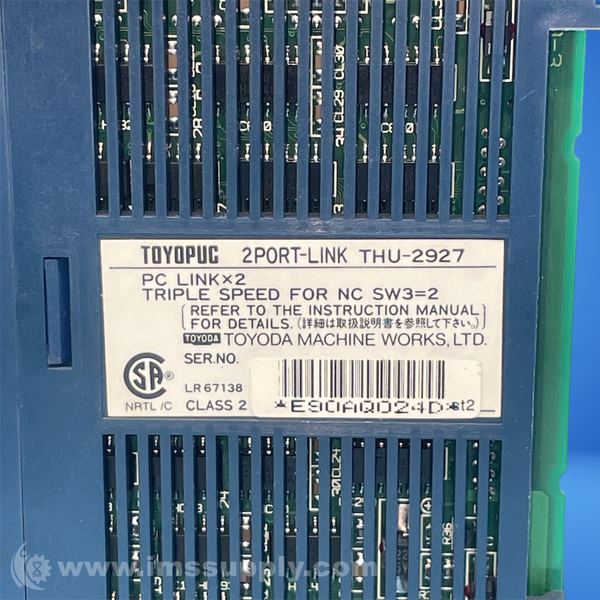 TOYOPUC 2PORT-LINK THU-2927
PC LINK×2
TRIPLE SPEED FOR NC SW3=2
REFER TO THE INSTRUCTION MANUAL
FOR DETAILS. (詳細は取扱説明書を参照して下さい。)
TOYODA TOYODA MACHINE WORKS, LTD.
SER.NO.
LR 67138
NRTL/C CLASS 2
*E90AQ024D*st2
www.imssupply.com